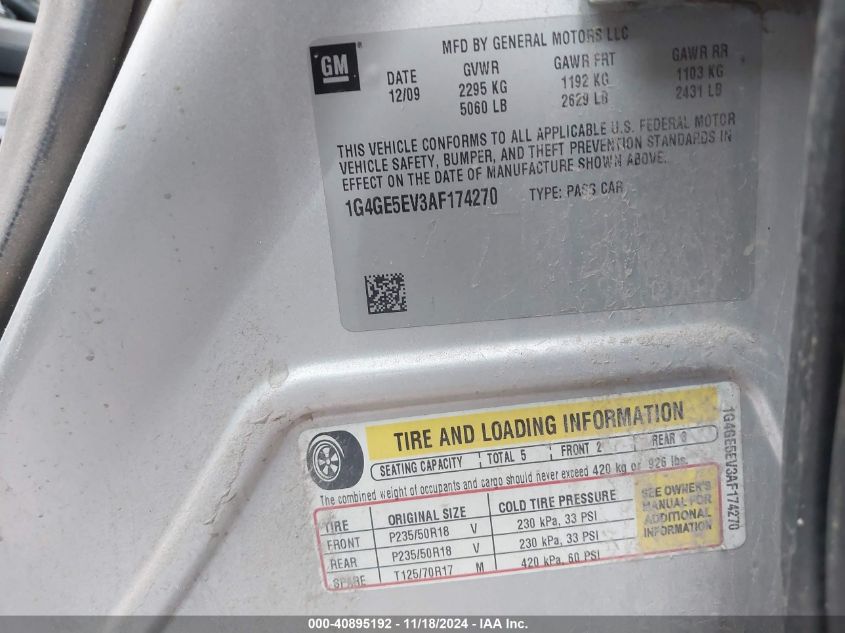 GM
MFD BY GENERAL MOTORS LLC
DATE GVWR GAWR FRT GAWR RR
12/09 2295 KG 1192 KG 1103 KG
5060 LB 2629 LB 2431 LB
THIS VEHICLE CONFORMS TO ALL APPLICABLE U.S. FEDERAL MOTOR
VEHICLE SAFETY, BUMPER, AND THEFT PREVENTION STANDARDS IN
EFFECT ON THE DATE OF MANUFACTURE SHOWN ABOVE.
1G4GE5EV3AF174270 TYPE: PASS CAR
TIRE AND LOADING INFORMATION
SEATING CAPACITY TOTAL 5 FRONT 2 REAR 3
The combined weight of occupants and cargo should never exceed 420 kg or 926 lbs.
TIRE ORIGINAL SIZE COLD TIRE PRESSURE
FRONT P235/50R18 V 230 kPa, 33 PSI
REAR P235/50R18 V 230 kPa, 33 PSI
SPARE T125/70R17 M 420 kPa, 60 PSI
SEE OWNER'S
MANUAL FOR
ADDITIONAL
INFORMATION
1G4GE5EV3AF174270
000-40895192 - 11/18/2024 - IAA Inc.